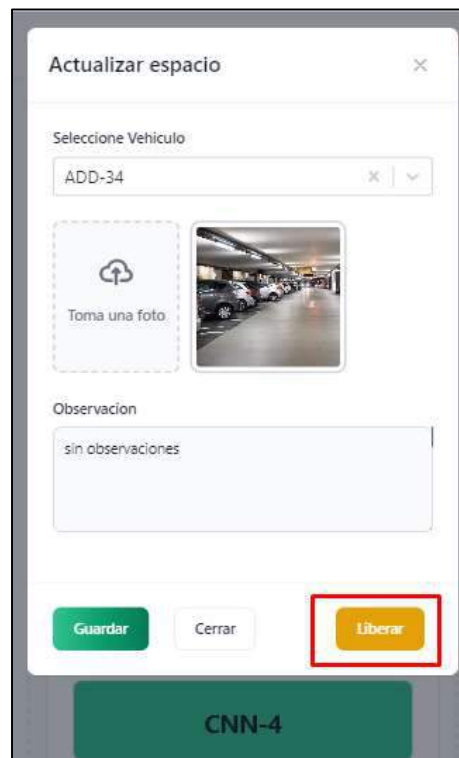 Actualizar espacio
Seleccione Vehiculo
ADD-34
Toma una foto
Observacion
sin observaciones
Guardar Cerrar Liberar
CNN-4